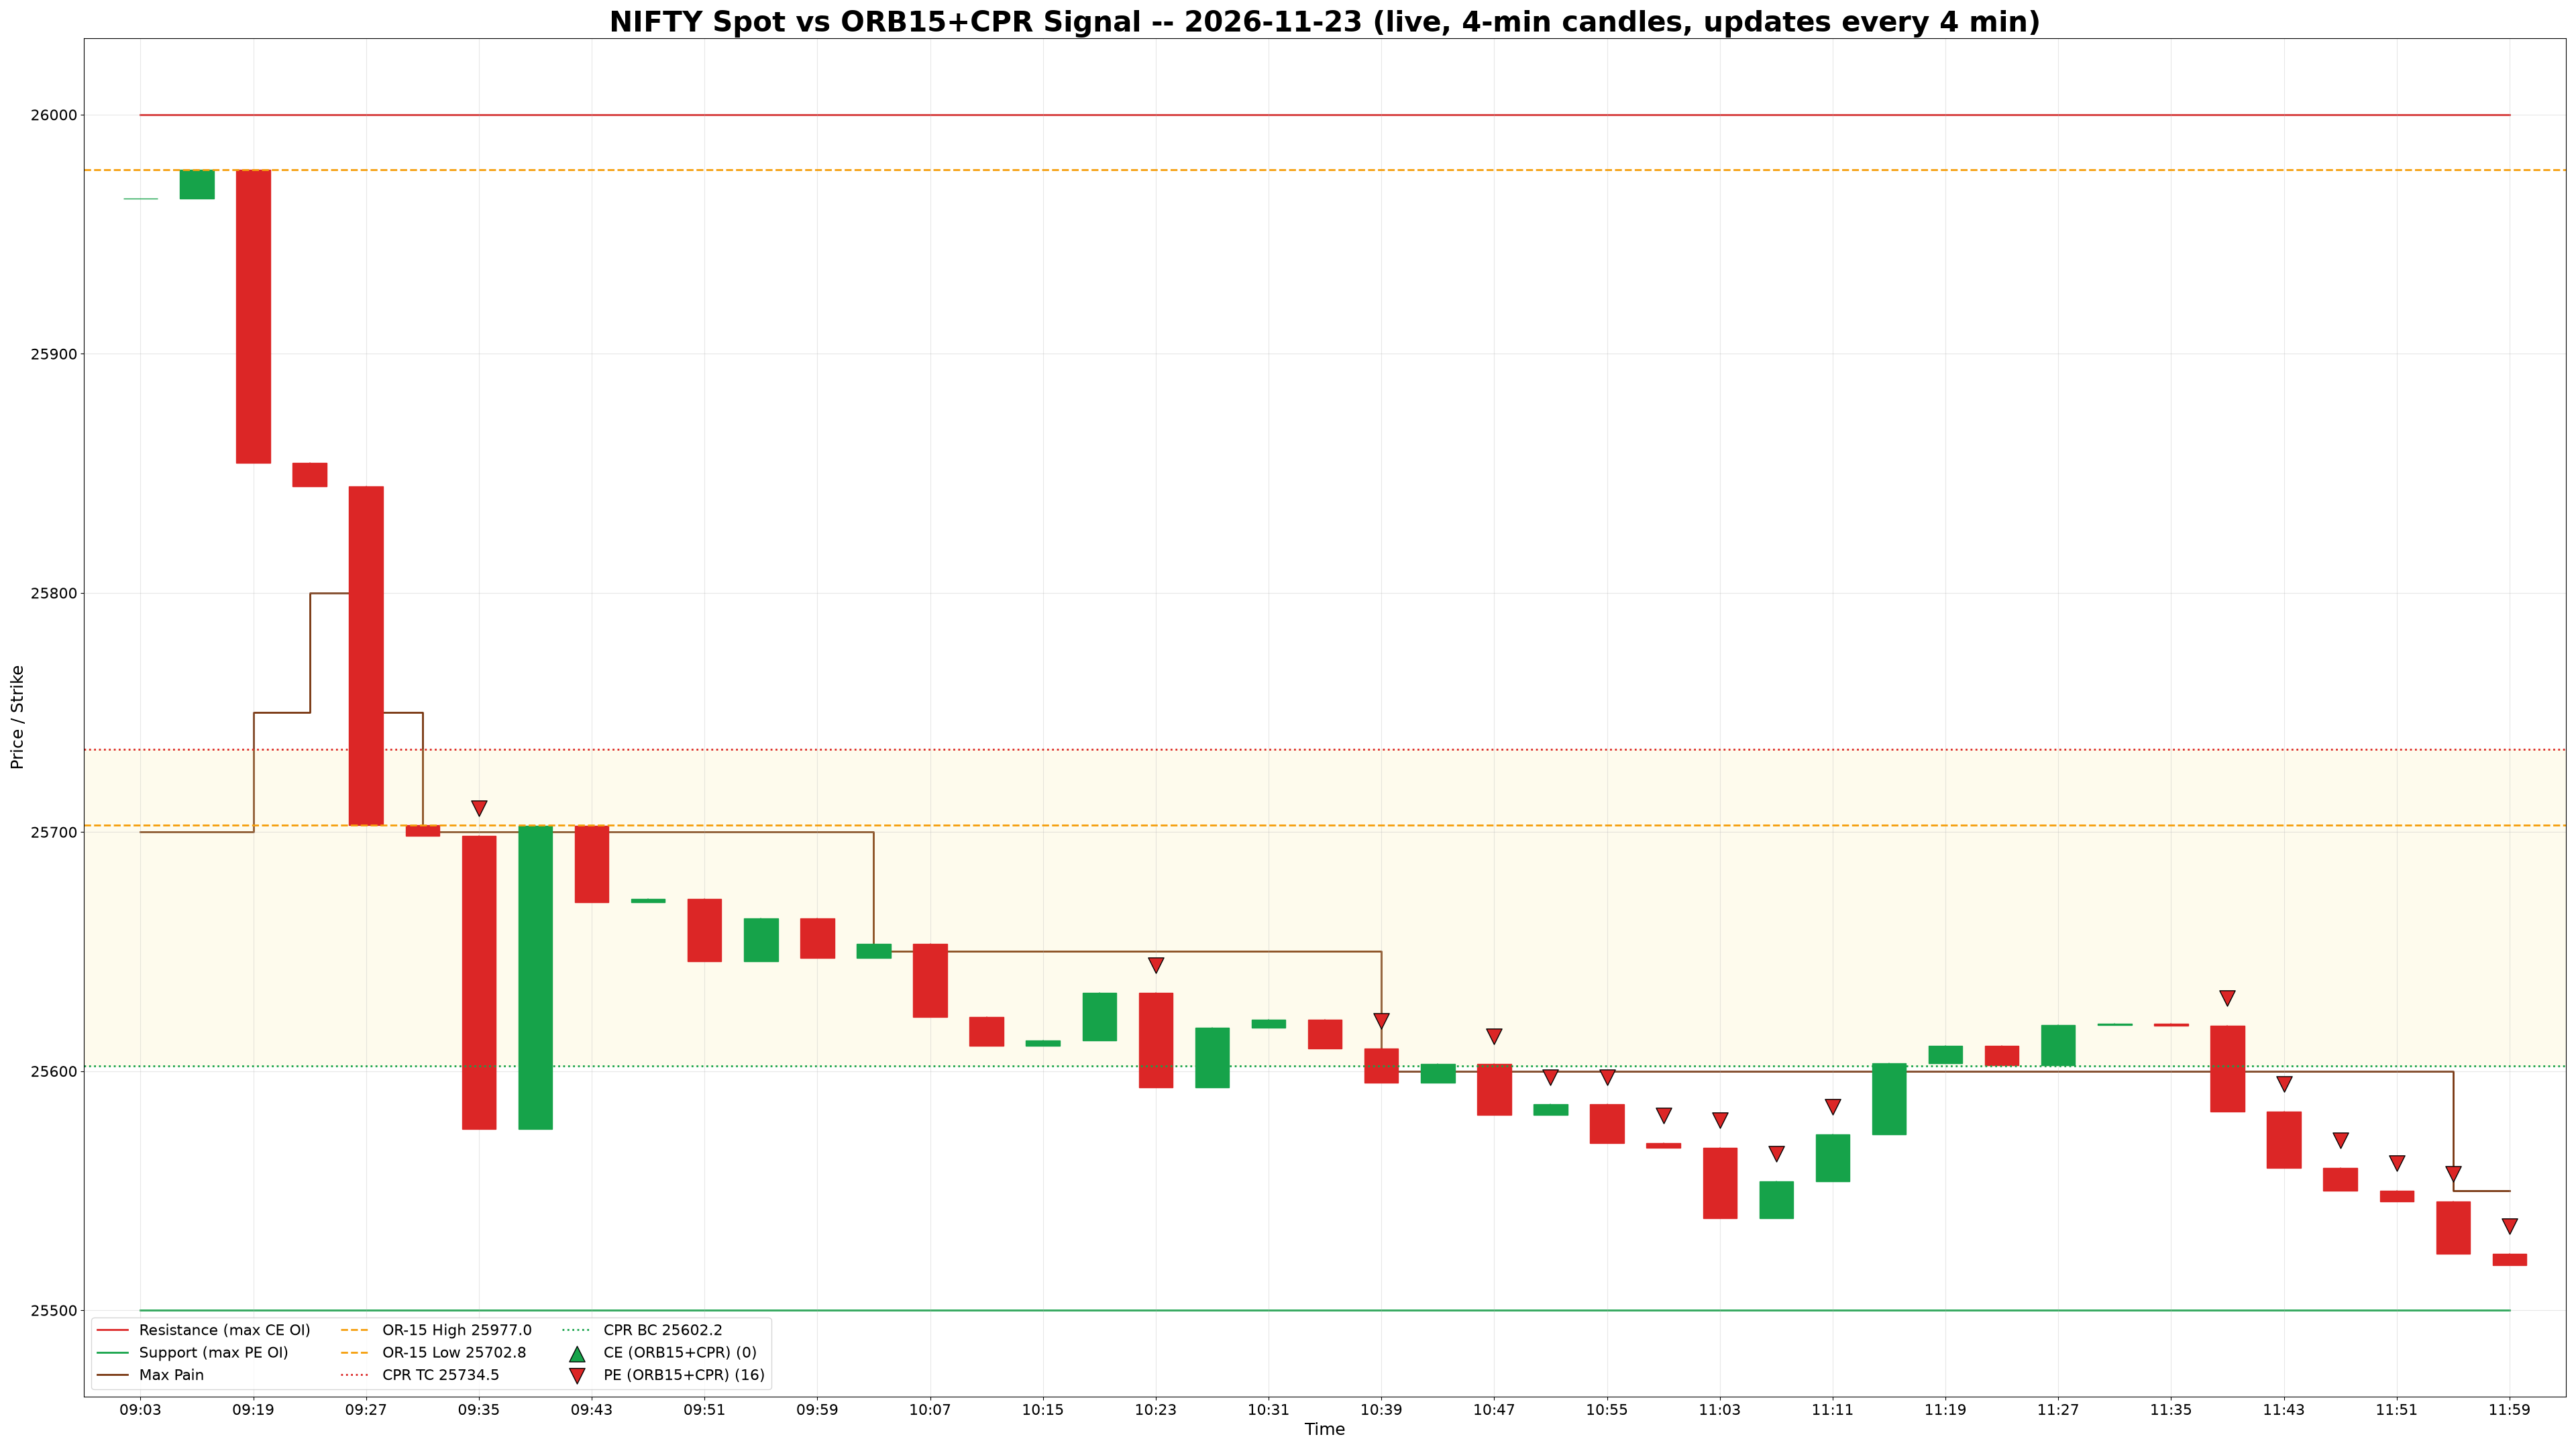 NIFTY Spot vs ORB15+CPR Signal -- 2026-11-23 (live, 4-min candles, updates every 4 min)
Price / Strike
26000
25900
25800
25700
25600
25500
Resistance (max CE OI)
Support (max PE OI)
Max Pain
OR-15 High 25977.0
OR-15 Low 25702.8
CPR TC 25734.5
CPR BC 25602.2
CE (ORB15+CPR) (0)
PE (ORB15+CPR) (16)
09:03 09:19 09:27 09:35 09:43 09:51 09:59 10:07 10:15 10:23 10:31 10:39 10:47 10:55 11:03 11:11 11:19 11:27 11:35 11:43 11:51 11:59
Time